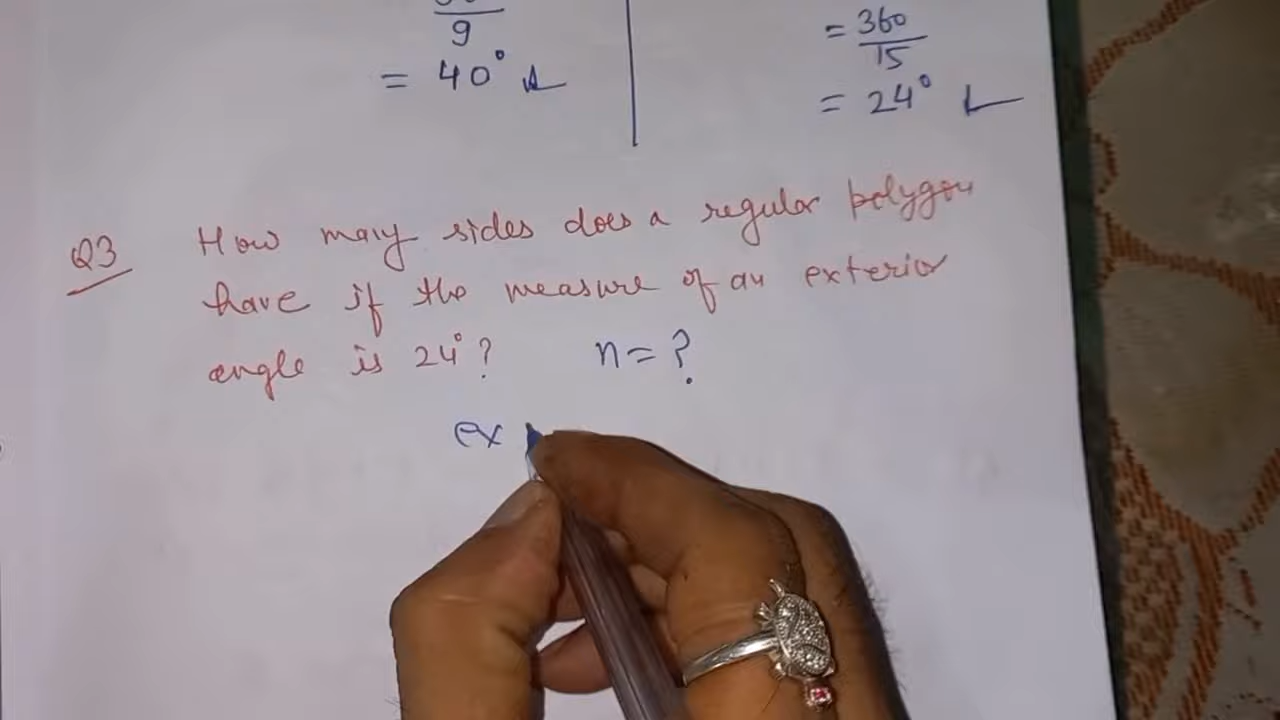 9
= 40°
= 360
15
= 24°
Q3 How many sides does a regular polygon
have if the measure of an exterior
angle is 24°? n = ?
ex